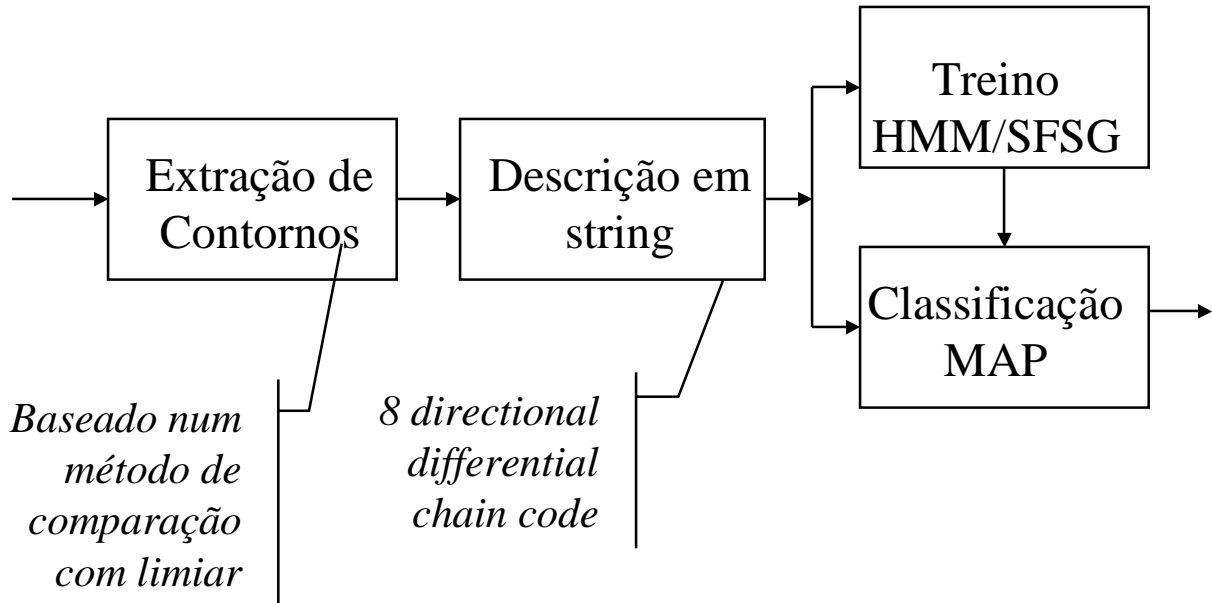 Extração de
Contornos
Descrição em
string
Treino
HMM/SFSG
Classificação
MAP
Baseado num
método de
comparação
com limiar
8 directional
differential
chain code